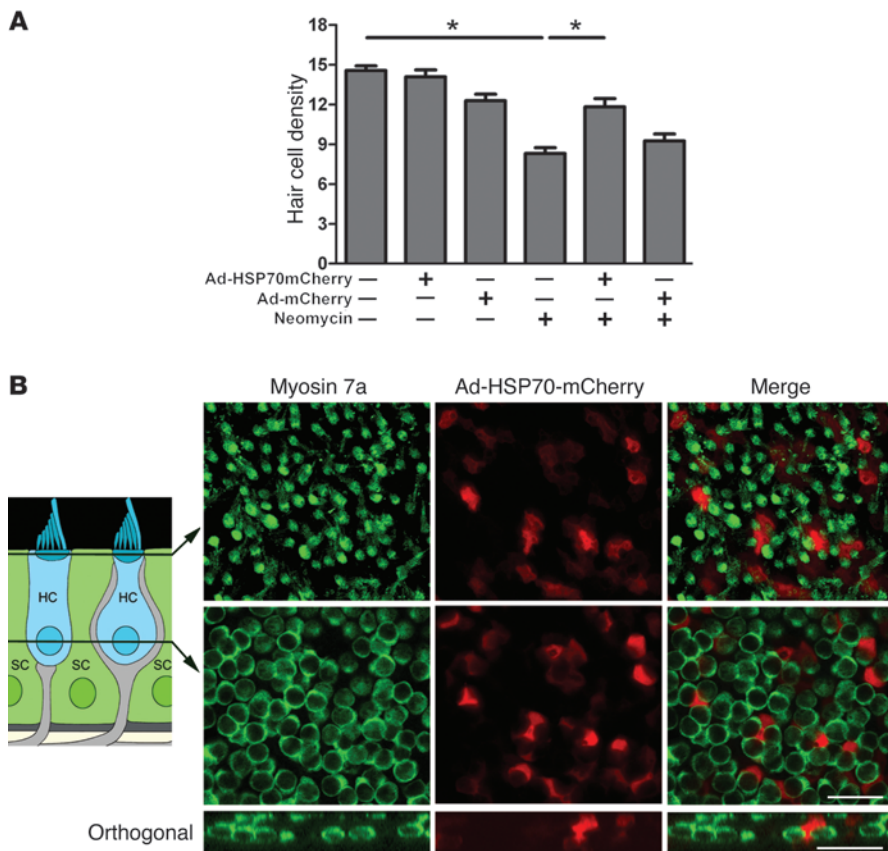 A
* *
18
15
12
9
6
3
0
Hair cell density
Ad-HSP70mCherry — + — — + —
Ad-mCherry — — + — — +
Neomycin — — — + + +
B
Myosin 7a Ad-HSP70-mCherry Merge
HC HC
SC SC SC
Orthogonal